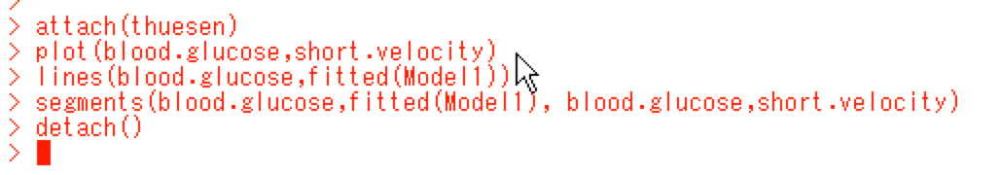 > attach(thuesen)
> plot(blood.glucose,short.velocity)
> lines(blood.glucose,fitted(Model1))
> segments(blood.glucose,fitted(Model1), blood.glucose,short.velocity)
> detach()
>